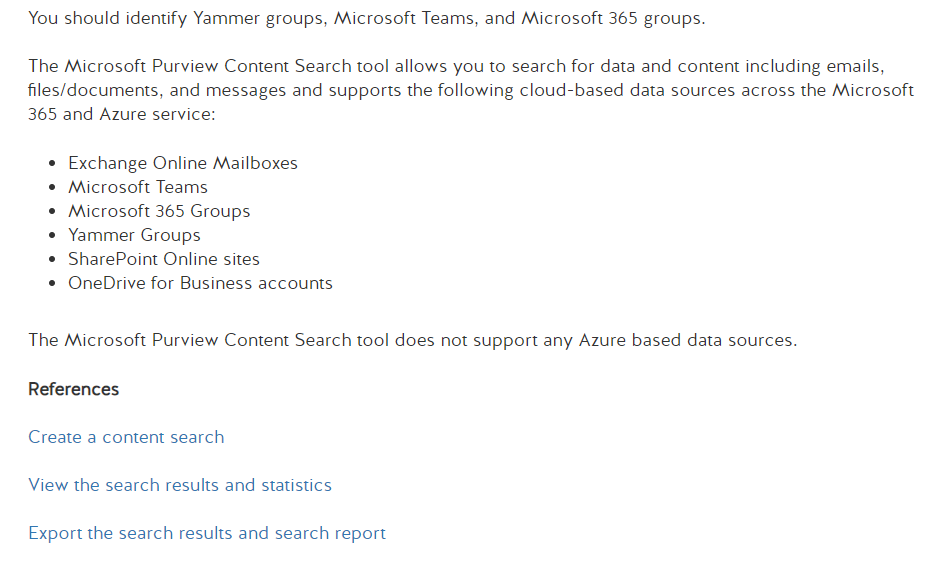 You should identify Yammer groups, Microsoft Teams, and Microsoft 365 groups.
The Microsoft Purview Content Search tool allows you to search for data and content including emails,
files/documents, and messages and supports the following cloud-based data sources across the Microsoft
365 and Azure service:
• Exchange Online Mailboxes
• Microsoft Teams
• Microsoft 365 Groups
• Yammer Groups
• SharePoint Online sites
• OneDrive for Business accounts
The Microsoft Purview Content Search tool does not support any Azure based data sources.
References
Create a content search
View the search results and statistics
Export the search results and search report